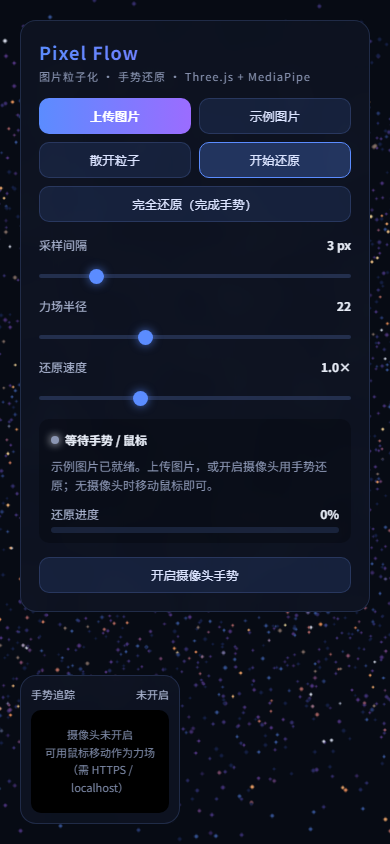 Pixel Flow
图片粒子化 · 手势还原 · Three.js + MediaPipe
上传图片
示例图片
散开粒子
开始还原
完全还原（完成手势）
采样间隔 3 px
力场半径 22
还原速度 1.0×
等待手势 / 鼠标
示例图片已就绪。上传图片，或开启摄像头用手势还
原；无摄像头时移动鼠标即可。
还原进度 0%
开启摄像头手势
手势追踪 未开启
摄像头未开启
可用鼠标移动作为力场
（需 HTTPS /
localhost）